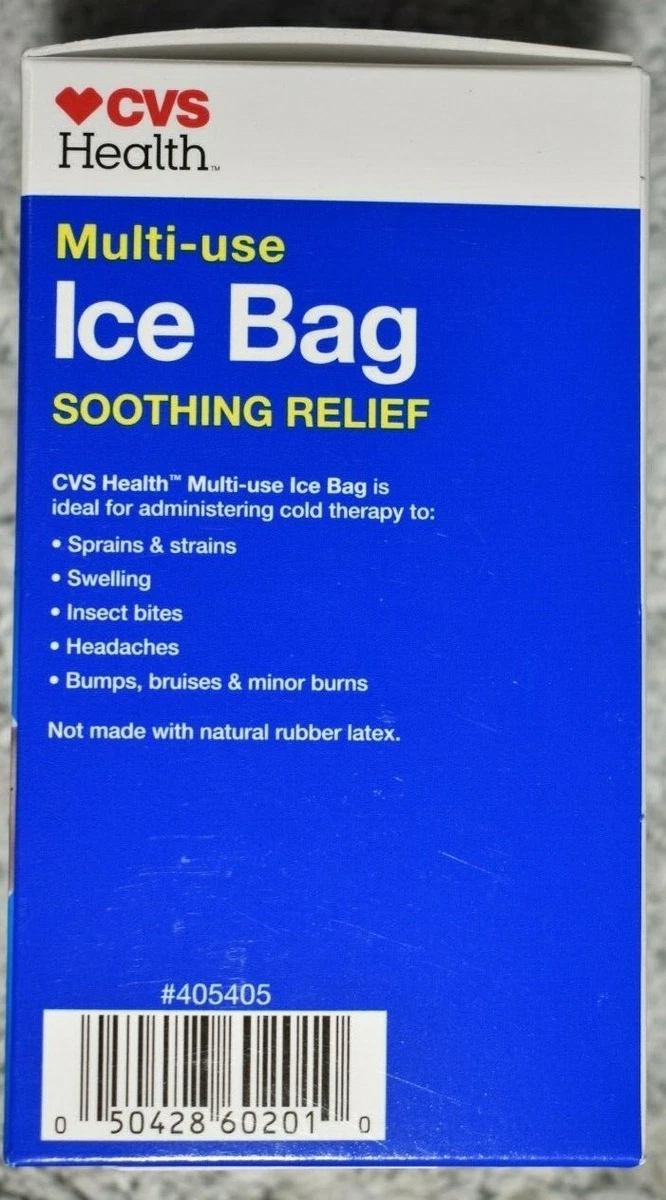 CVS
Health™
Multi-use
Ice Bag
SOOTHING RELIEF
CVS Health™ Multi-use Ice Bag is
ideal for administering cold therapy to:
• Sprains & strains
• Swelling
• Insect bites
• Headaches
• Bumps, bruises & minor burns
Not made with natural rubber latex.
#405405
0 50428 60201 0